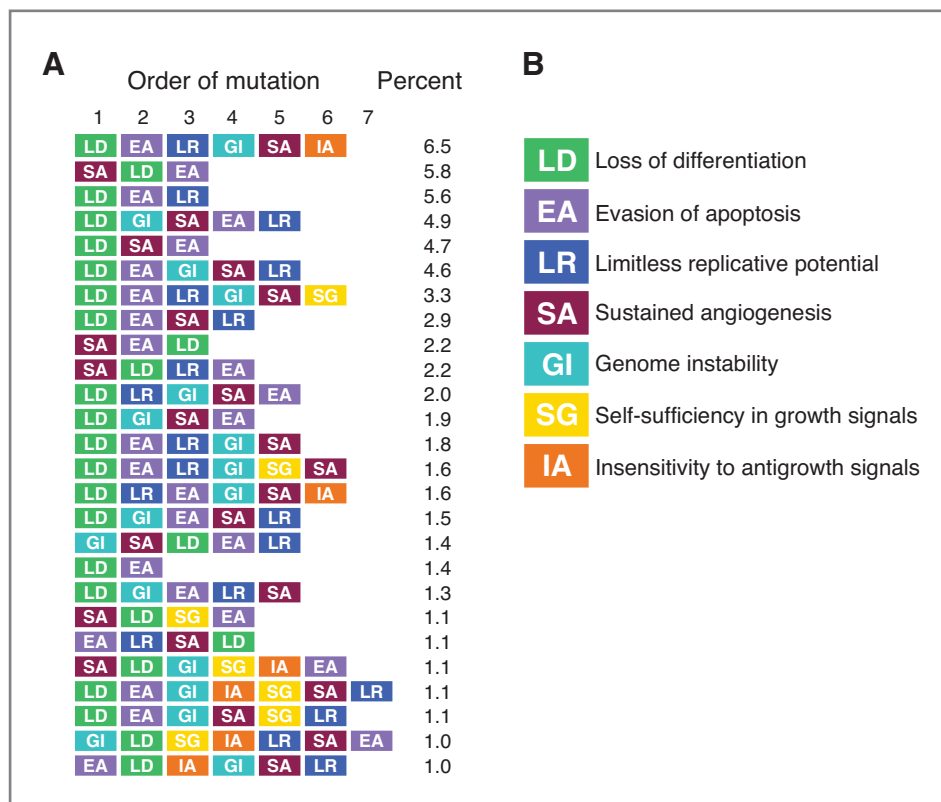 A
Order of mutation Percent
1 2 3 4 5 6 7
LD EA LR GI SA IA 6.5
SA LD EA 5.8
LD EA LR 5.6
LD GI SA EA LR 4.9
LD SA EA 4.7
LD EA GI SA LR 4.6
LD EA LR GI SA SG 3.3
LD EA SA LR 2.9
SA EA LD 2.2
SA LD LR EA 2.2
LD LR GI SA EA 2.0
LD GI SA EA 1.9
LD EA LR GI SA 1.8
LD EA LR GI SG SA 1.6
LD LR EA GI SA IA 1.6
LD GI EA SA LR 1.5
GI SA LD EA LR 1.4
LD EA 1.4
LD GI EA LR SA 1.3
SA LD SG EA 1.1
EA LR SA LD 1.1
SA LD GI SG IA EA 1.1
LD EA GI IA SG SA LR 1.1
LD EA GI SA SG LR 1.1
GI LD SG IA LR SA EA 1.0
EA LD IA GI SA LR 1.0
B
LD Loss of differentiation
EA Evasion of apoptosis
LR Limitless replicative potential
SA Sustained angiogenesis
GI Genome instability
SG Self-sufficiency in growth signals
IA Insensitivity to antigrowth signals